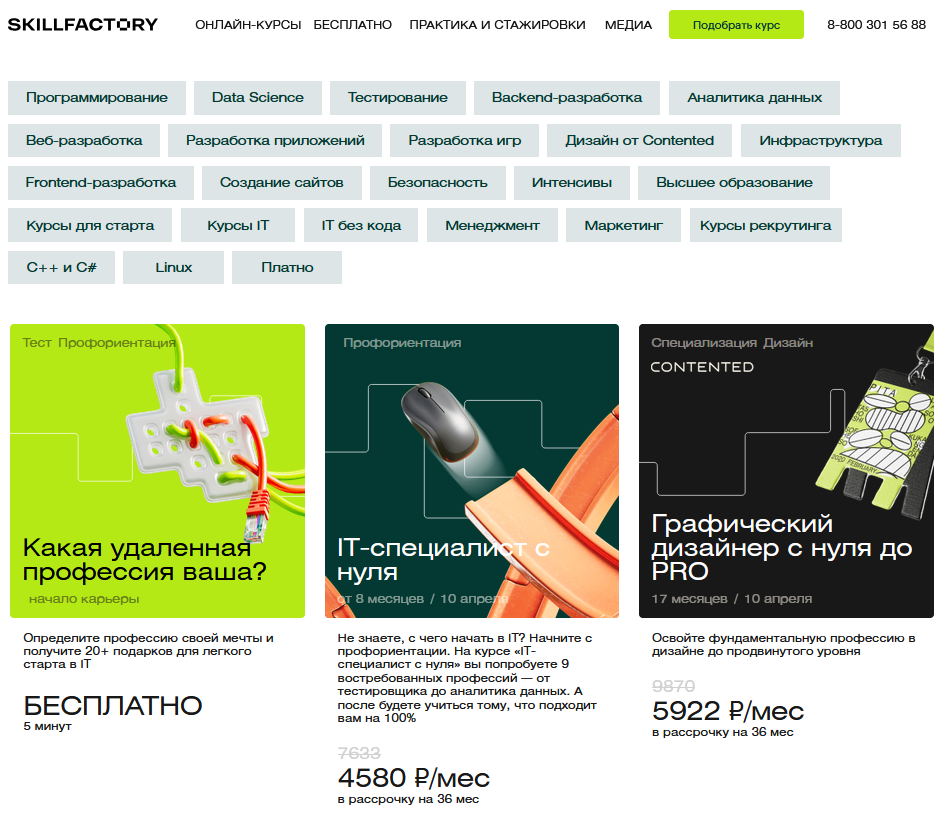 SKILLFACTORY
ОНЛАЙН-КУРСЫ БЕСПЛАТНО ПРАКТИКА И СТАЖИРОВКИ МЕДИА Подобрать курс 8-800 301 56 88
Программирование Data Science Тестирование Backend-разработка Аналитика данных
Веб-разработка Разработка приложений Разработка игр Дизайн от Contented Инфраструктура
Frontend-разработка Создание сайтов Безопасность Интенсивы Высшее образование
Курсы для старта Курсы IT IT без кода Менеджмент Маркетинг Курсы рекрутинга
C++ и C# Linux Платно
Тест Профориентация
Какая удаленная
профессия ваша?
начало карьеры
Определите профессию своей мечты и
получите 20+ подарков для легкого
старта в IT
БЕСПЛАТНО
5 минут
Профориентация
IT-специалист с
нуля
от 8 месяцев / 10 апреля
Не знаете, с чего начать в IT? Начните с
профориентации. На курсе «IT-
специалист с нуля» вы попробуете 9
востребованных профессий — от
тестировщика до аналитика данных. А
после будете учиться тому, что подходит
вам на 100%
7633
4580 ₽/мес
в рассрочку на 36 мес
Специализация Дизайн
CONTENTED
2020 FEBRUARY
Графический
дизайнер с нуля до
PRO
17 месяцев / 10 апреля
Освойте фундаментальную профессию в
дизайне до продвинутого уровня
9870
5922 ₽/мес
в рассрочку на 36 мес